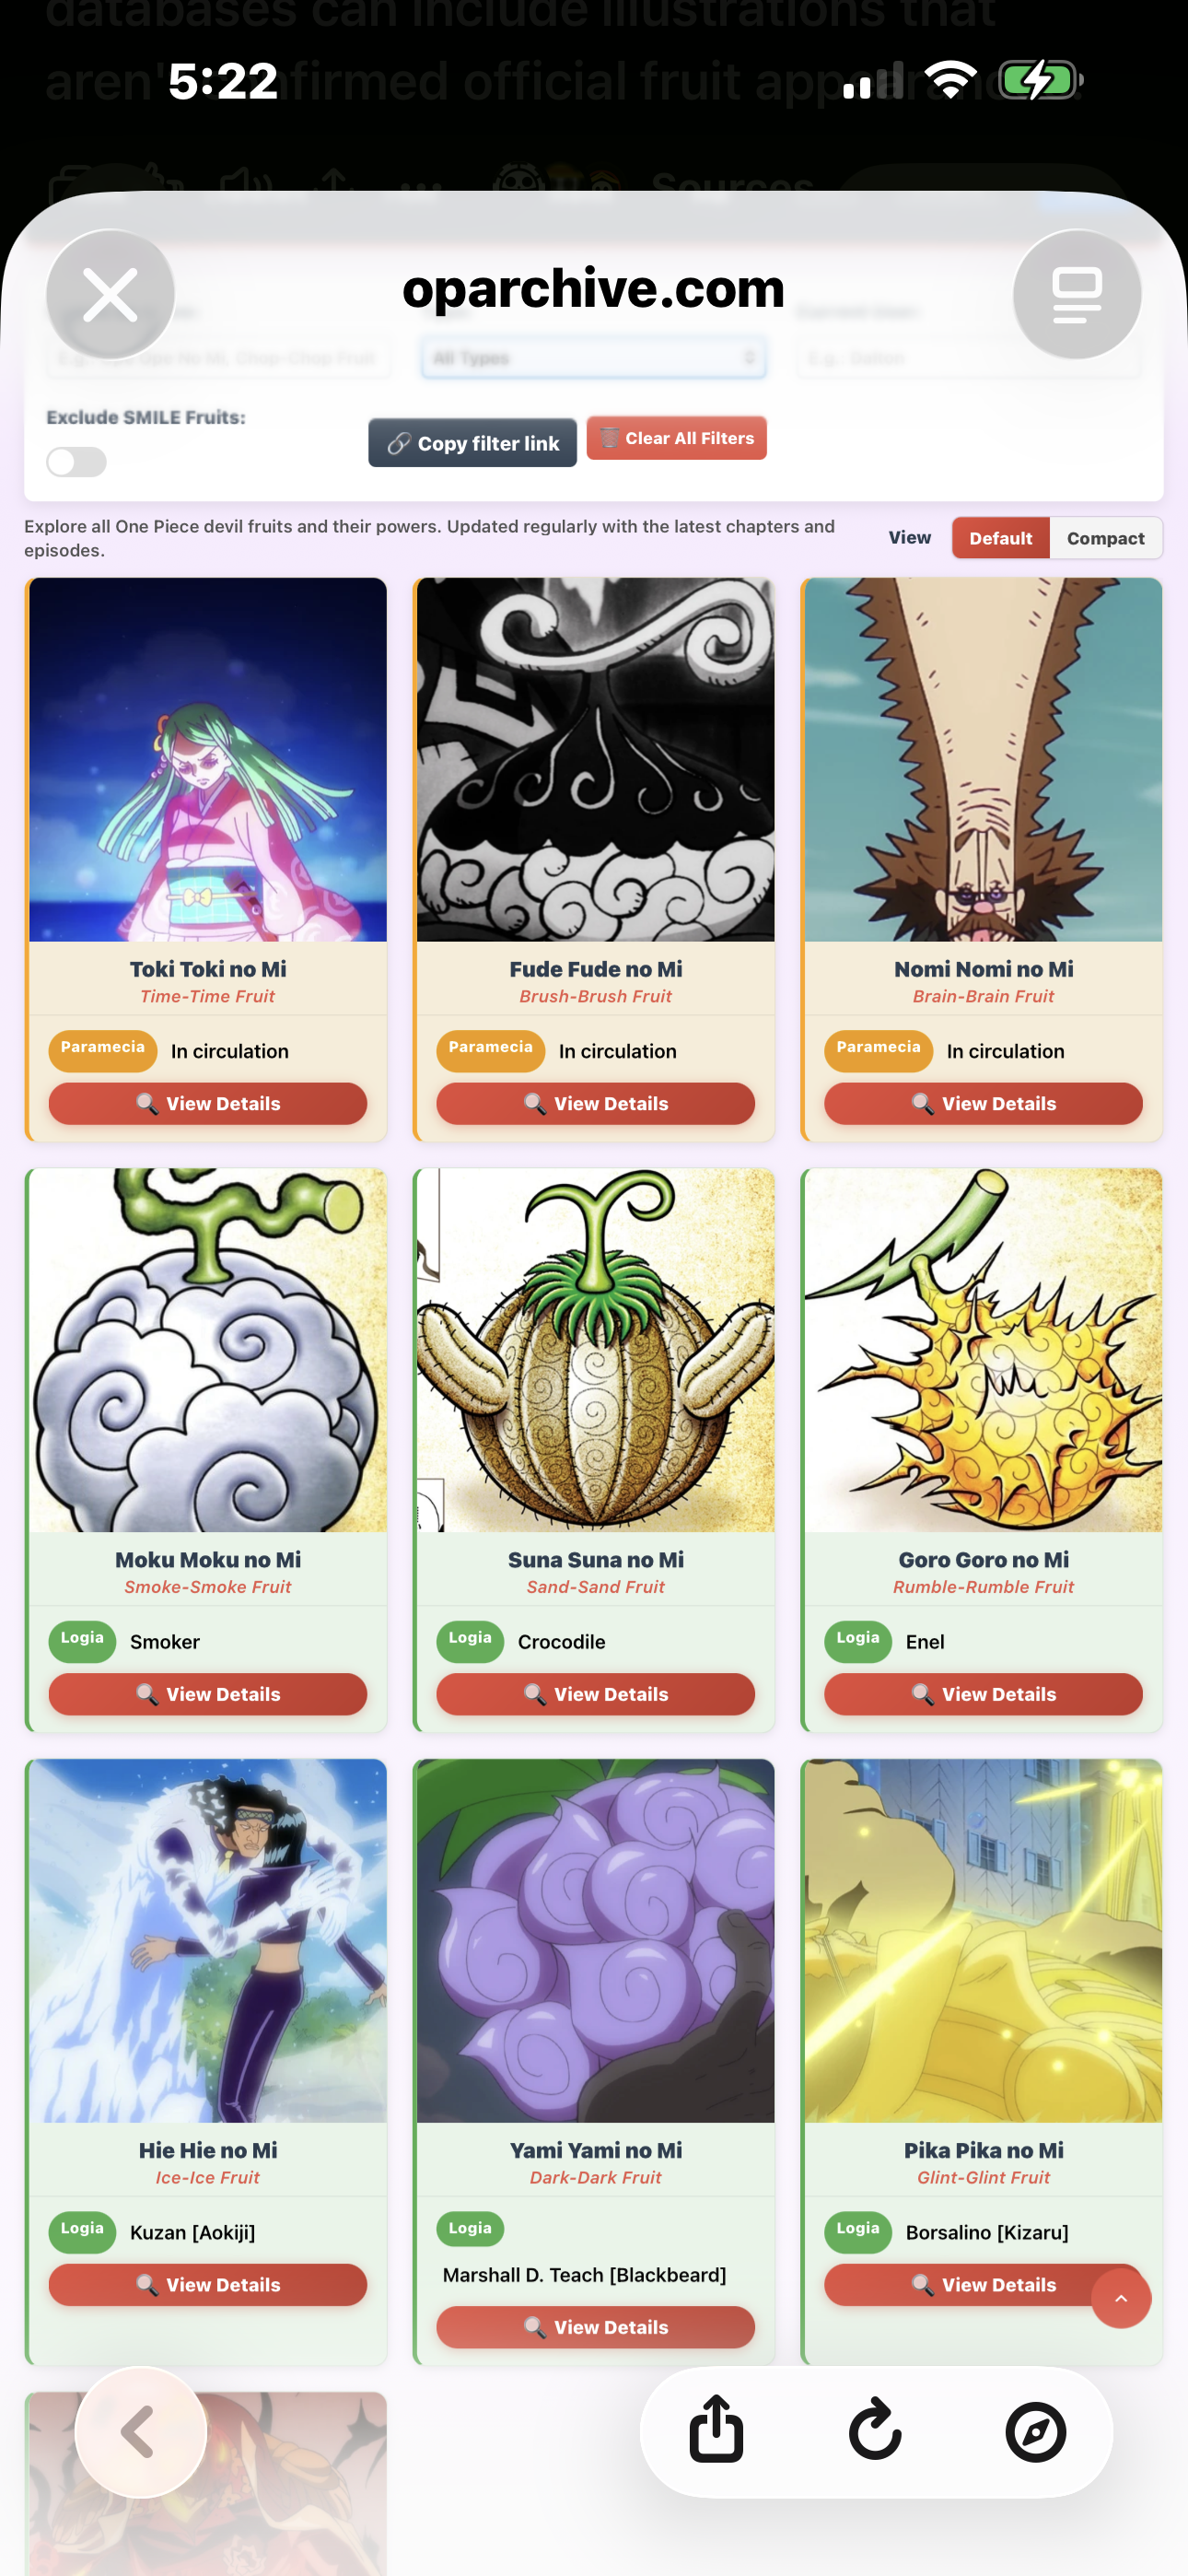 databases can include illustrations that
5:22
oparchive.com
All Types
Exclude SMILE Fruits:
Copy filter link
Clear All Filters
Explore all One Piece devil fruits and their powers. Updated regularly with the latest chapters and
episodes.
View
Default
Compact
Toki Toki no Mi
Time-Time Fruit
Paramecia
In circulation
View Details
Fude Fude no Mi
Brush-Brush Fruit
Paramecia
In circulation
View Details
Nomi Nomi no Mi
Brain-Brain Fruit
Paramecia
In circulation
View Details
Moku Moku no Mi
Smoke-Smoke Fruit
Logia
Smoker
View Details
Suna Suna no Mi
Sand-Sand Fruit
Logia
Crocodile
View Details
Goro Goro no Mi
Rumble-Rumble Fruit
Logia
Enel
View Details
Hie Hie no Mi
Ice-Ice Fruit
Logia
Kuzan [Aokiji]
View Details
Yami Yami no Mi
Dark-Dark Fruit
Logia
Marshall D. Teach [Blackbeard]
View Details
Pika Pika no Mi
Glint-Glint Fruit
Logia
Borsalino [Kizaru]
View Details